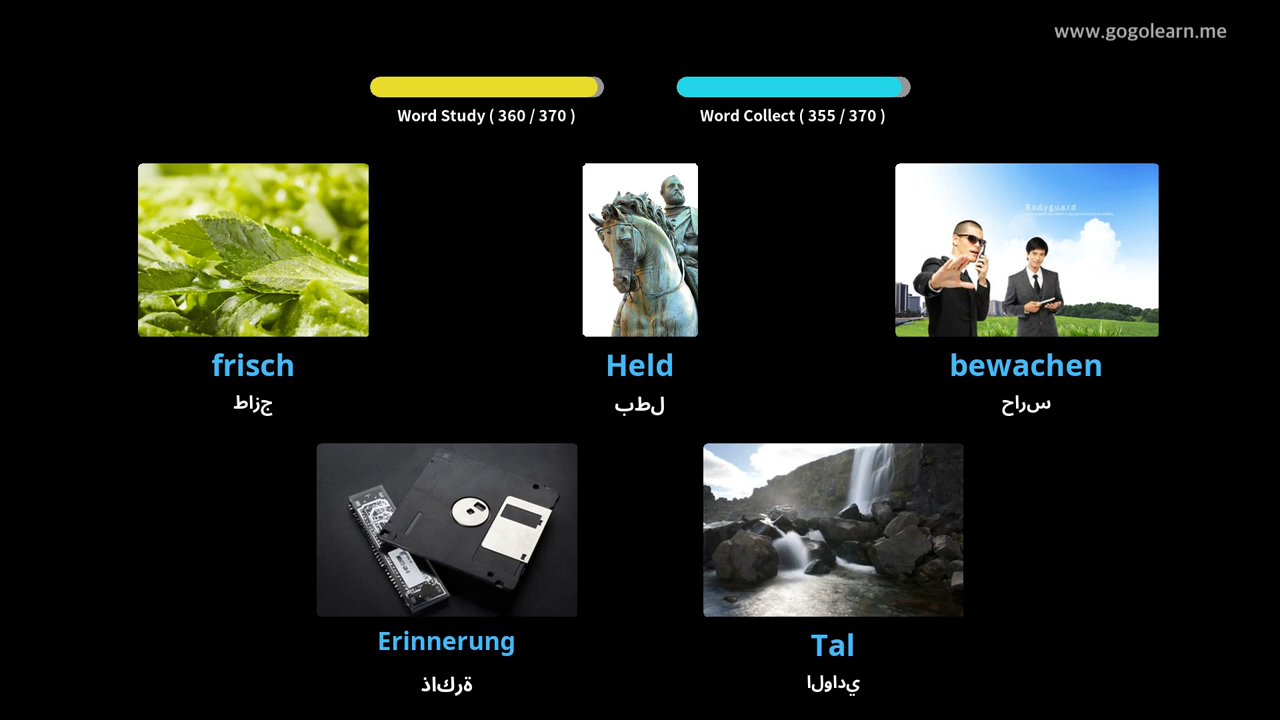 www.gogolearn.me
Word Study ( 360 / 370 )
Word Collect ( 355 / 370 )
Bodyguard
frisch
Held
bewachen
طازج
بطل
حارس
Erinnerung
Tal
ذاكرة
الوادي